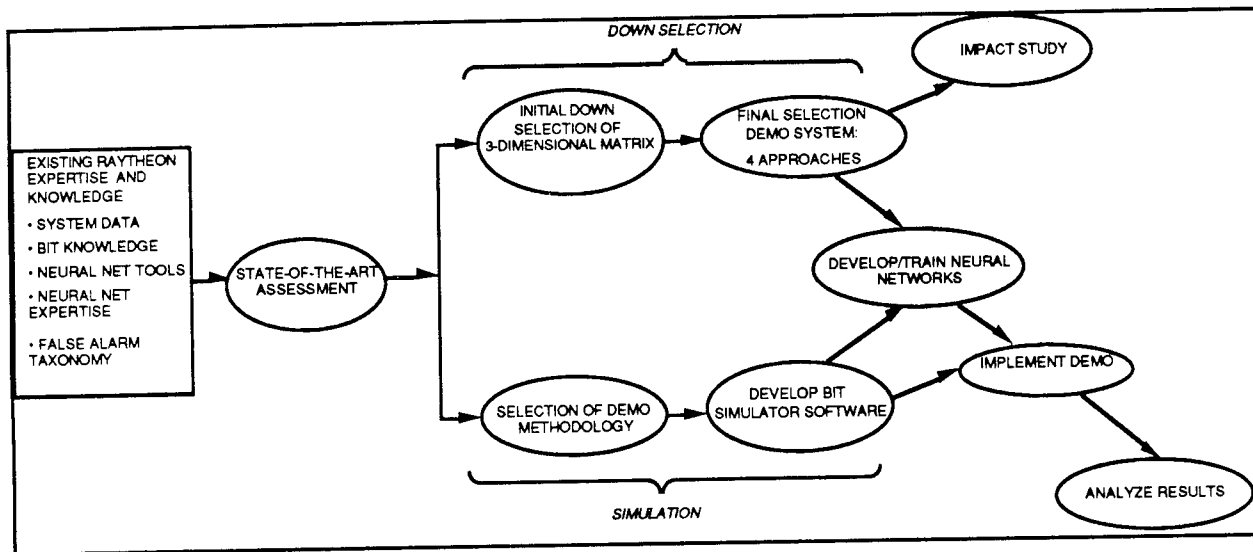 DOWN SELECTION
IMPACT STUDY
INITIAL DOWN
SELECTION OF
3-DIMENSIONAL MATRIX
FINAL SELECTION
DEMO SYSTEM:
4 APPROACHES
EXISTING RAYTHEON
EXPERTISE AND
KNOWLEDGE
• SYSTEM DATA
• BIT KNOWLEDGE
• NEURAL NET TOOLS
• NEURAL NET
EXPERTISE
• FALSE ALARM
TAXONOMY
STATE-OF-THE-ART
ASSESSMENT
DEVELOP/TRAIN NEURAL
NETWORKS
SELECTION OF DEMO
METHODOLOGY
DEVELOP BIT
SIMULATOR SOFTWARE
IMPLEMENT DEMO
ANALYZE RESULTS
SIMULATION